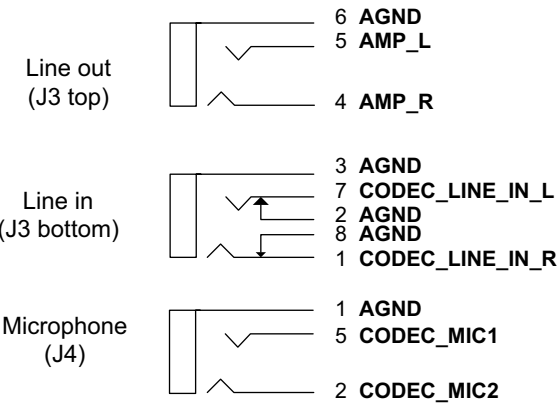 Line out
(J3 top)
6 AGND
5 AMP_L
4 AMP_R
Line in
(J3 bottom)
3 AGND
7 CODEC_LINE_IN_L
2 AGND
8 AGND
1 CODEC_LINE_IN_R
Microphone
(J4)
1 AGND
5 CODEC_MIC1
2 CODEC_MIC2